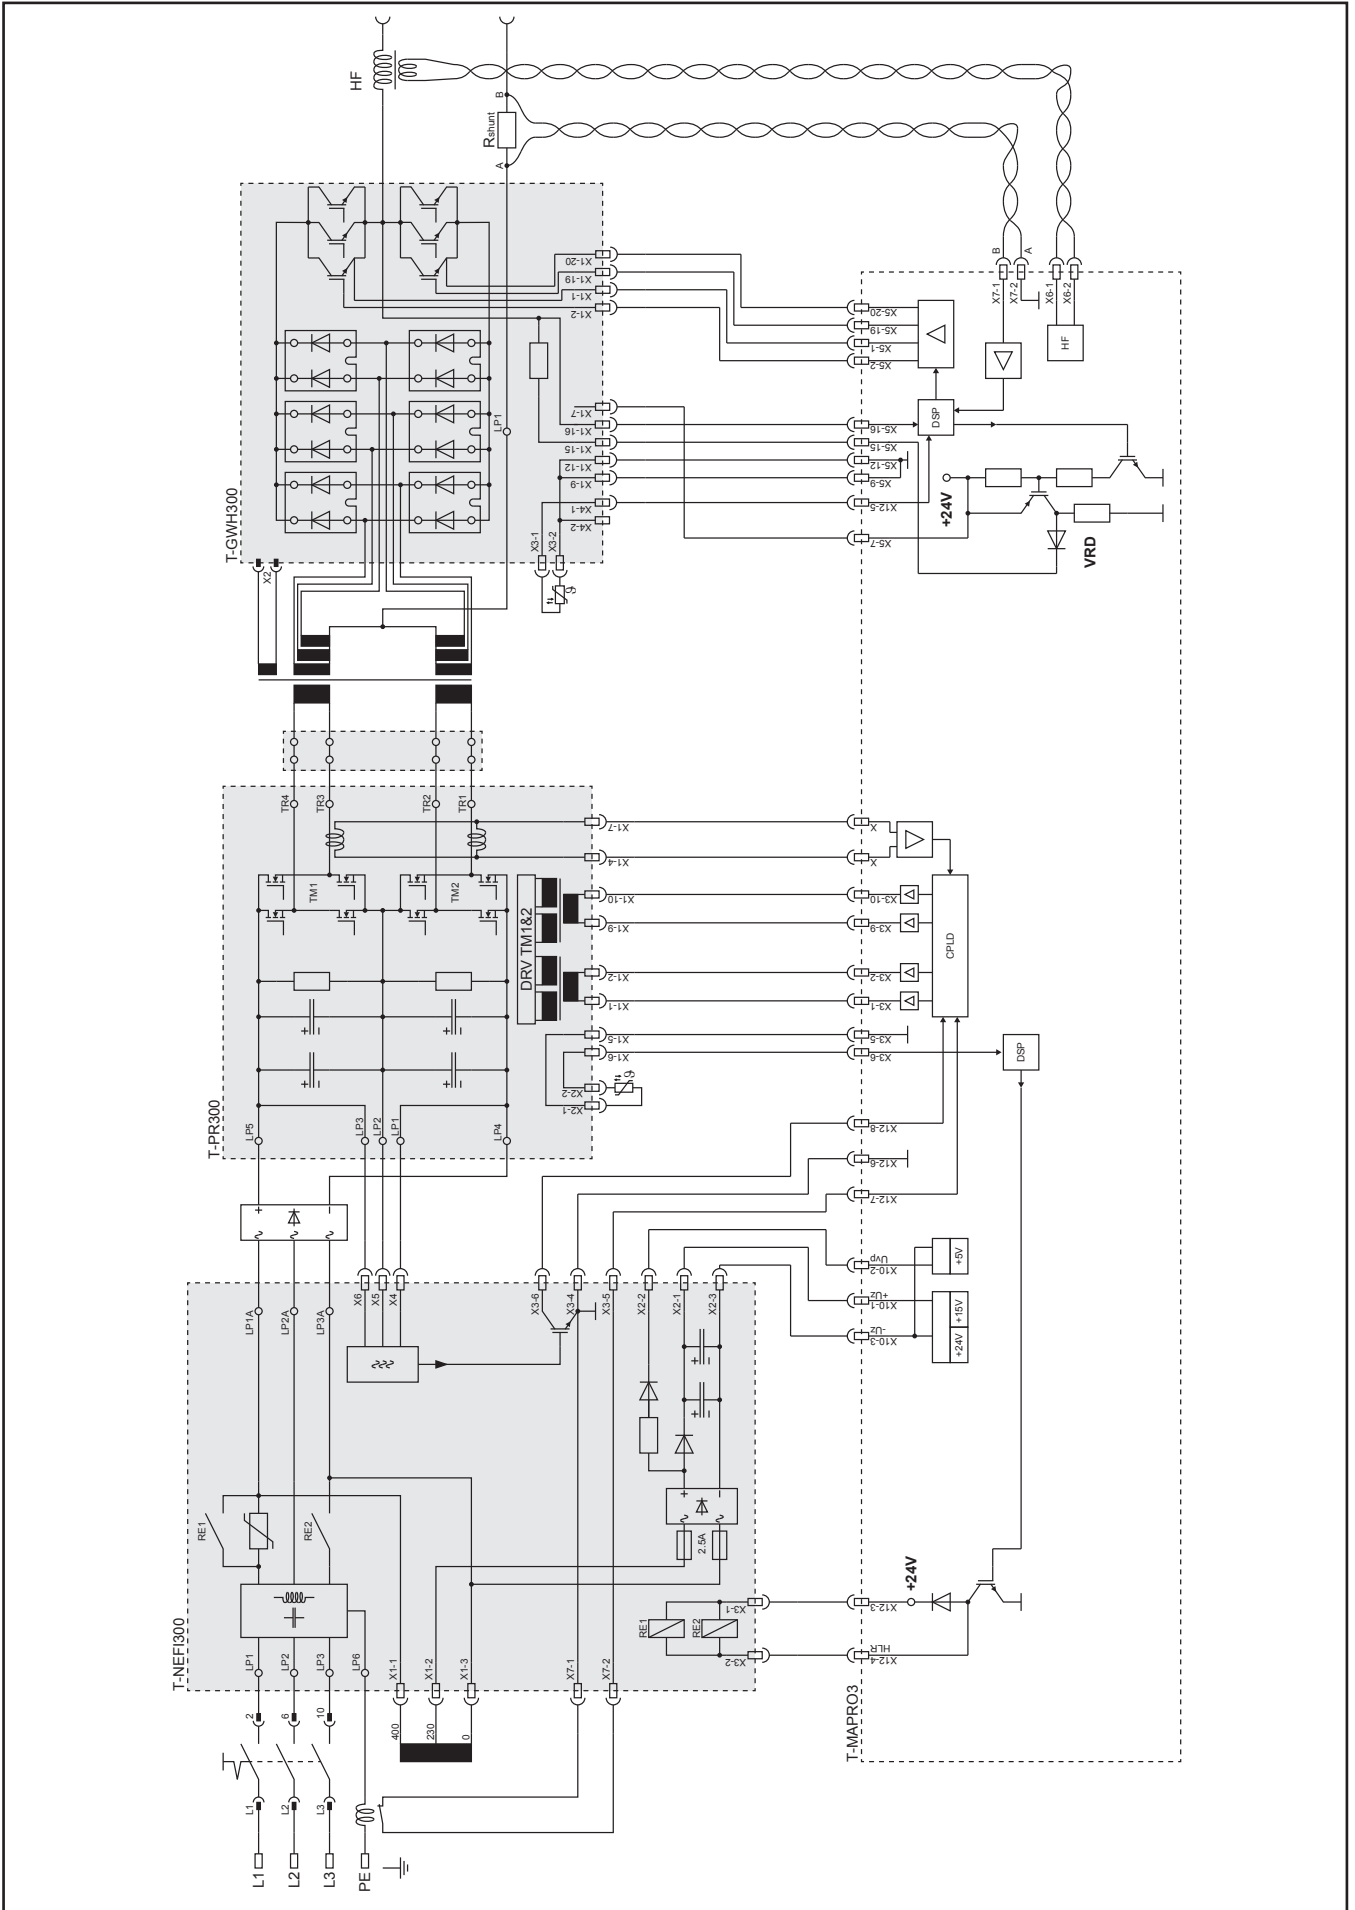 HF
Rshunt
A
B
T-GWH300
X2
LP1
X1-20
X1-19
X1-1
X1-2
X1-7
X1-16
X1-15
X1-12
X1-9
X4-1
X4-2
X3-1
X3-2
ϑ
B
A
X7-1
X7-2
X6-1
X6-2
HF
X5-20
X5-19
X5-1
X5-2
DSP
X5-16
X5-15
X5-12
X5-9
X12-5
X5-7
+24V
VRD
T-PR300
TR4
TR3
TR2
TR1
TM1
TM2
DRV TM1&2
X1-7
X1-4
X1-10
X1-9
X1-2
X1-1
X1-5
X1-6
X2-2
X2-1
ϑ
LP5
LP3
LP2
LP1
LP4
X
X
X3-10
X3-9
X3-2
X3-1
CPLD
X3-5
X3-6
DSP
X12-8
X12-6
X12-7
X10-2
Uvp
X10-1
+Uz
X10-3
-Uz
+5V
+15V
+24V
T-NEFI300
LP1A
LP2A
LP3A
X6
X5
X4
X3-6
X3-4
X3-5
X2-2
X2-1
X2-3
RE1
RE2
2.5A
RE1
RE2
X3-1
X3-2
LP1
LP2
LP3
LP6
X1-1
X1-2
X1-3
X7-1
X7-2
400
230
0
2
6
10
L1
L2
L3
L1
L2
L3
PE
T-MAPRO3
X12-3
+24V
X12-4
HLR